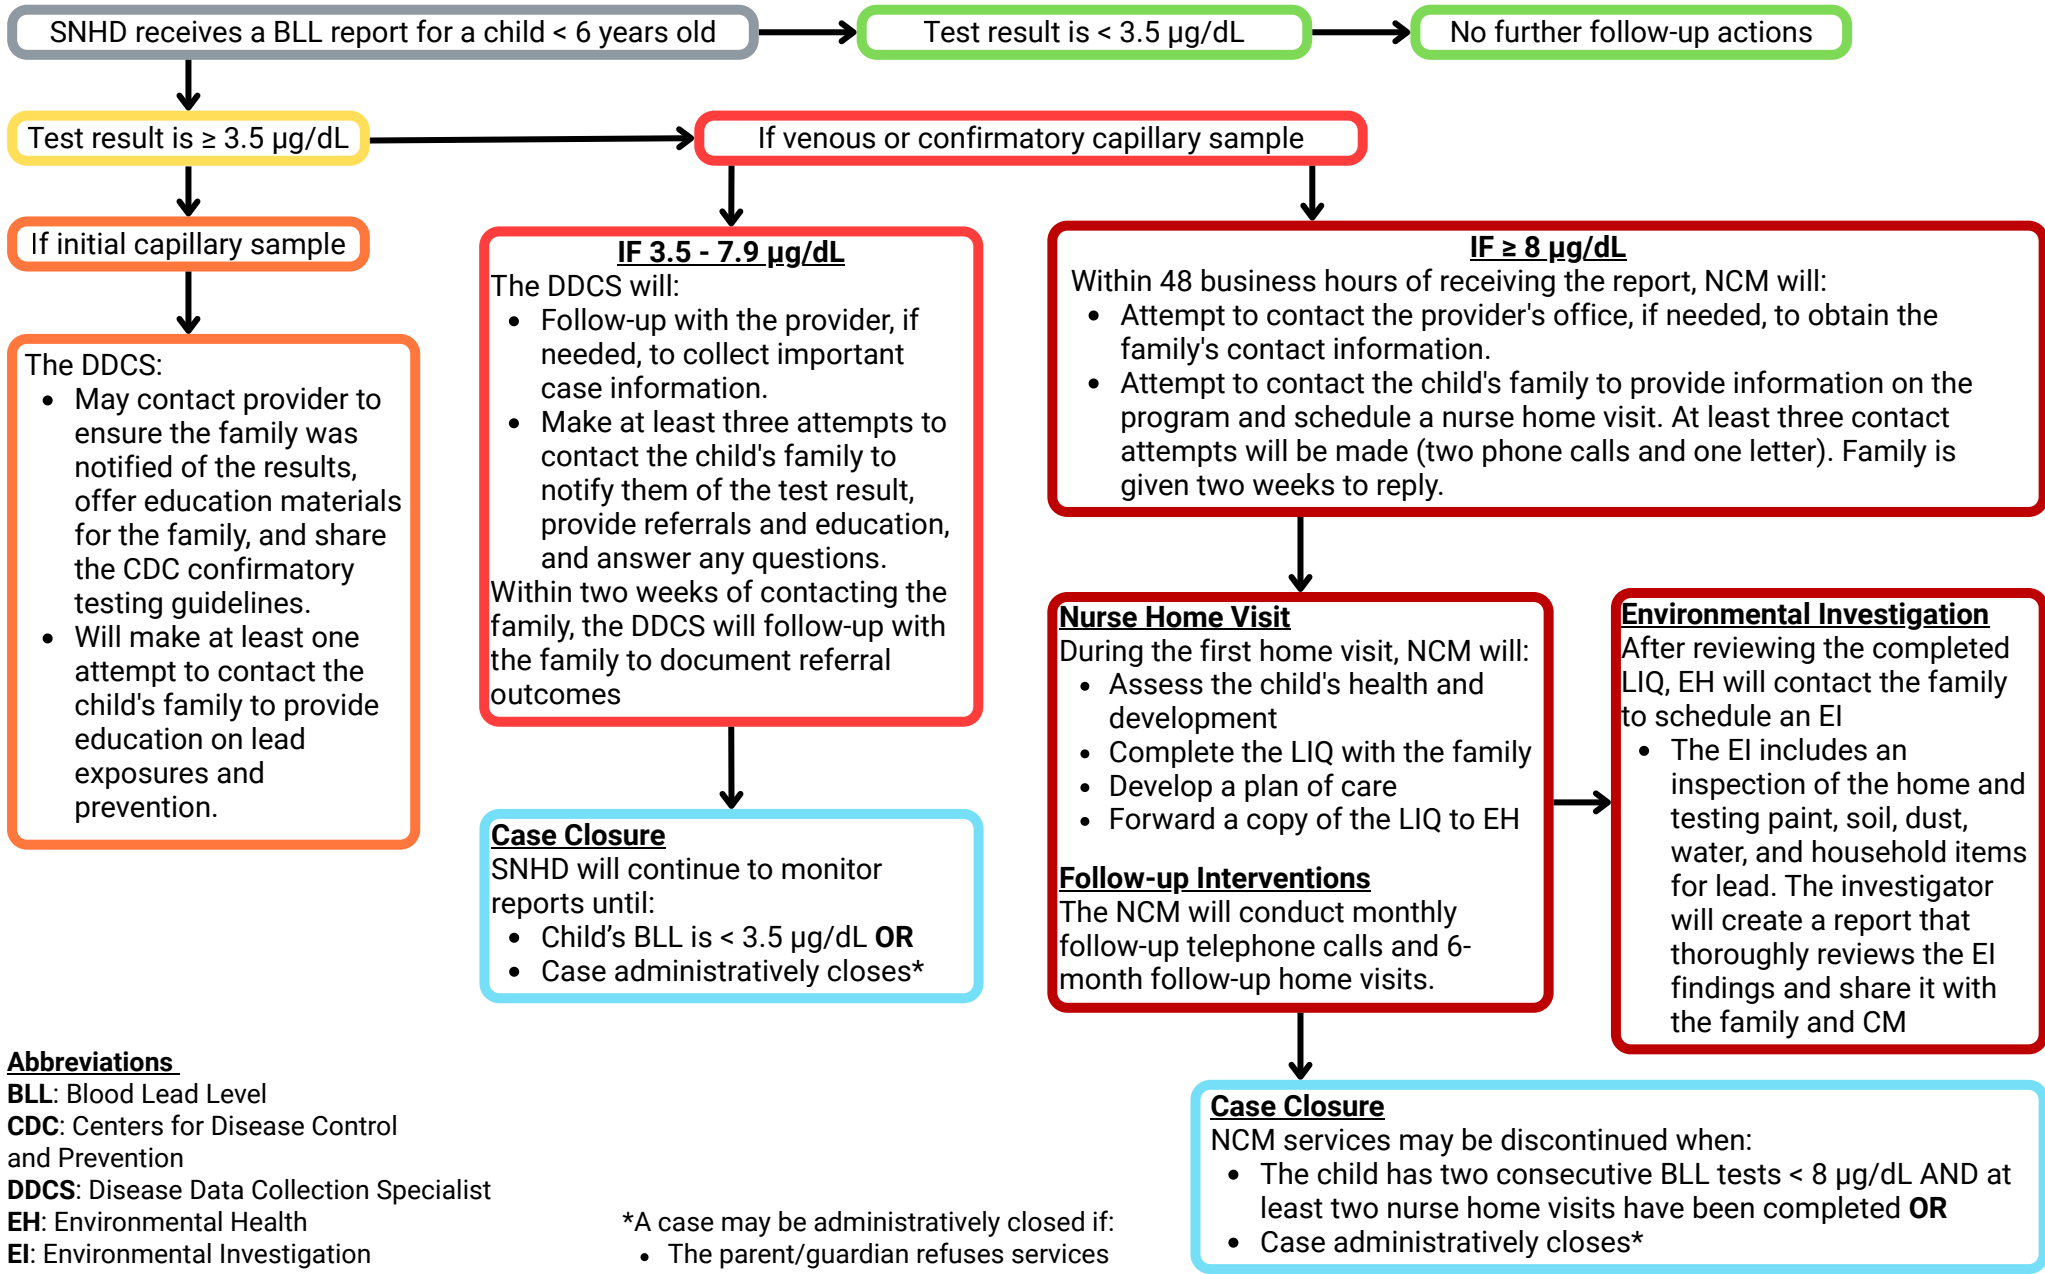 SNHD receives a BLL report for a child < 6 years old
Test result is < 3.5 µg/dL
No further follow-up actions
Test result is ≥ 3.5 µg/dL
If venous or confirmatory capillary sample
If initial capillary sample
The DDCS:
• May contact provider to
ensure the family was
notified of the results,
offer education materials
for the family, and share
the CDC confirmatory
testing guidelines.
• Will make at least one
attempt to contact the
child's family to provide
education on lead
exposures and
prevention.
IF 3.5 - 7.9 µg/dL
The DDCS will:
• Follow-up with the provider, if
needed, to collect important
case information.
• Make at least three attempts to
contact the child's family to
notify them of the test result,
provide referrals and education,
and answer any questions.
Within two weeks of contacting the
family, the DDCS will follow-up with
the family to document referral
outcomes
Case Closure
SNHD will continue to monitor
reports until:
• Child’s BLL is < 3.5 µg/dL OR
• Case administratively closes*
IF ≥ 8 µg/dL
Within 48 business hours of receiving the report, NCM will:
• Attempt to contact the provider's office, if needed, to obtain the
family's contact information.
• Attempt to contact the child's family to provide information on the
program and schedule a nurse home visit. At least three contact
attempts will be made (two phone calls and one letter). Family is
given two weeks to reply.
Nurse Home Visit
During the first home visit, NCM will:
• Assess the child's health and
development
• Complete the LIQ with the family
• Develop a plan of care
• Forward a copy of the LIQ to EH
Follow-up Interventions
The NCM will conduct monthly
follow-up telephone calls and 6-
month follow-up home visits.
Environmental Investigation
After reviewing the completed
LIQ, EH will contact the family
to schedule an EI
• The EI includes an
inspection of the home and
testing paint, soil, dust,
water, and household items
for lead. The investigator
will create a report that
thoroughly reviews the EI
findings and share it with
the family and CM
Case Closure
NCM services may be discontinued when:
• The child has two consecutive BLL tests < 8 µg/dL AND at
least two nurse home visits have been completed OR
• Case administratively closes*
Abbreviations
BLL: Blood Lead Level
CDC: Centers for Disease Control
and Prevention
DDCS: Disease Data Collection Specialist
EH: Environmental Health
EI: Environmental Investigation
*A case may be administratively closed if:
• The parent/guardian refuses services